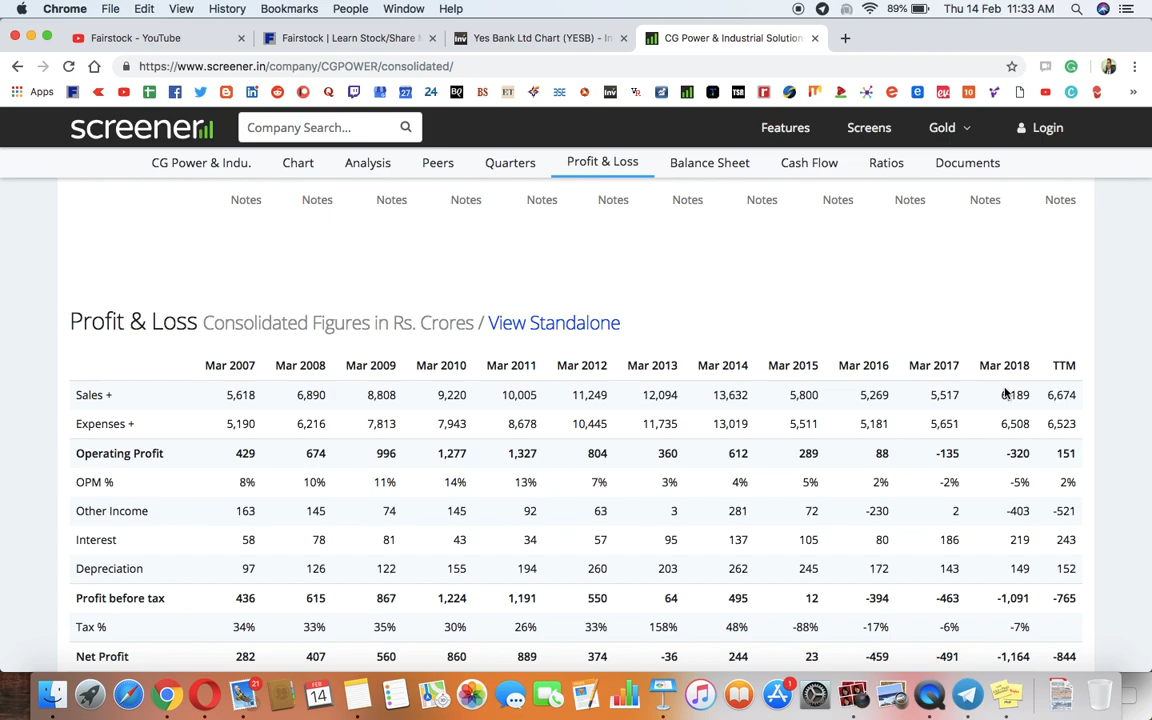 Chrome File Edit View History Bookmarks People Window Help 89% Thu 14 Feb 11:33 AM
Fairstock - YouTube Fairstock | Learn Stock/Share M Yes Bank Ltd Chart (YESB) - In CG Power & Industrial Solution
https://www.screener.in/company/CGPOWER/consolidated/
Apps 27 24 BQ BS ET inv TSR 10
screener Company Search... Features Screens Gold Login
CG Power & Indu. Chart Analysis Peers Quarters Profit & Loss Balance Sheet Cash Flow Ratios Documents
Notes Notes Notes Notes Notes Notes Notes Notes Notes Notes Notes Notes
Profit & Loss Consolidated Figures in Rs. Crores / View Standalone
Mar 2007 Mar 2008 Mar 2009 Mar 2010 Mar 2011 Mar 2012 Mar 2013 Mar 2014 Mar 2015 Mar 2016 Mar 2017 Mar 2018 TTM
Sales + 5,618 6,890 8,808 9,220 10,005 11,249 12,094 13,632 5,800 5,269 5,517 6,189 6,674
Expenses + 5,190 6,216 7,813 7,943 8,678 10,445 11,735 13,019 5,511 5,181 5,651 6,508 6,523
Operating Profit 429 674 996 1,277 1,327 804 360 612 289 88 -135 -320 151
OPM % 8% 10% 11% 14% 13% 7% 3% 4% 5% 2% -2% -5% 2%
Other Income 163 145 74 145 92 63 3 281 72 -230 2 -403 -521
Interest 58 78 81 43 34 57 95 137 105 80 186 219 243
Depreciation 97 126 122 155 194 260 203 262 245 172 143 149 152
Profit before tax 436 615 867 1,224 1,191 550 64 495 12 -394 -463 -1,091 -765
Tax % 34% 33% 35% 30% 26% 33% 158% 48% -88% -17% -6% -7%
Net Profit 282 407 560 860 889 374 -36 244 23 -459 -491 -1,164 -844
21 14 1